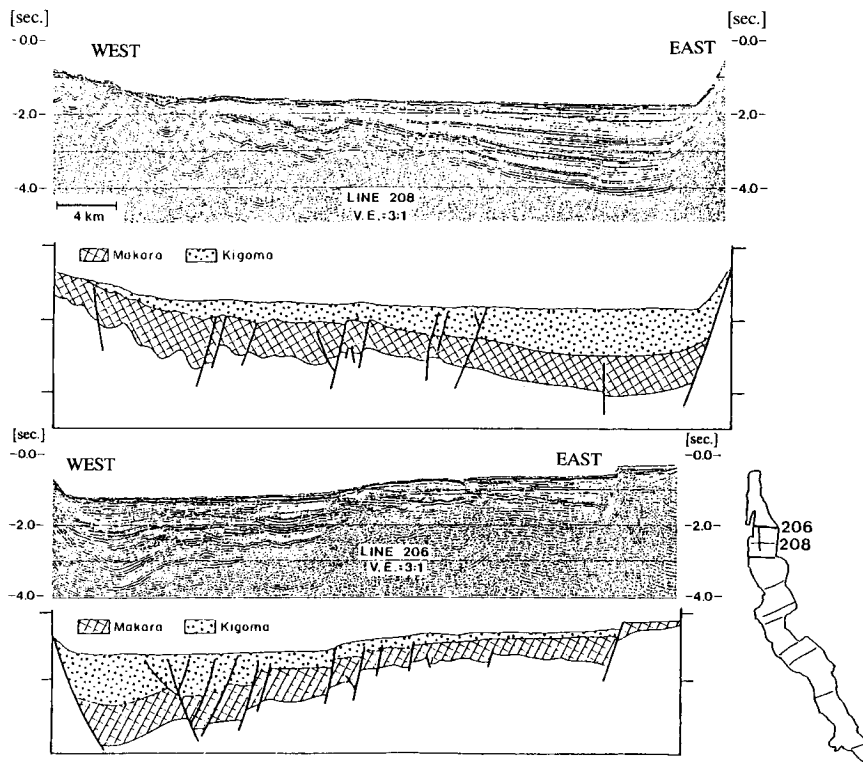 [sec.] [sec.]
-0.0- -0.0-
WEST EAST
-2.0- -2.0-
-4.0- -4.0-
LINE 208
V.E.=3:1
4 km
Makara Kigoma
[sec.] [sec.]
-0.0- -0.0-
WEST EAST
-2.0- -2.0-
LINE 206
V.E.=3:1
-4.0- -4.0-
Makara Kigoma
206
208